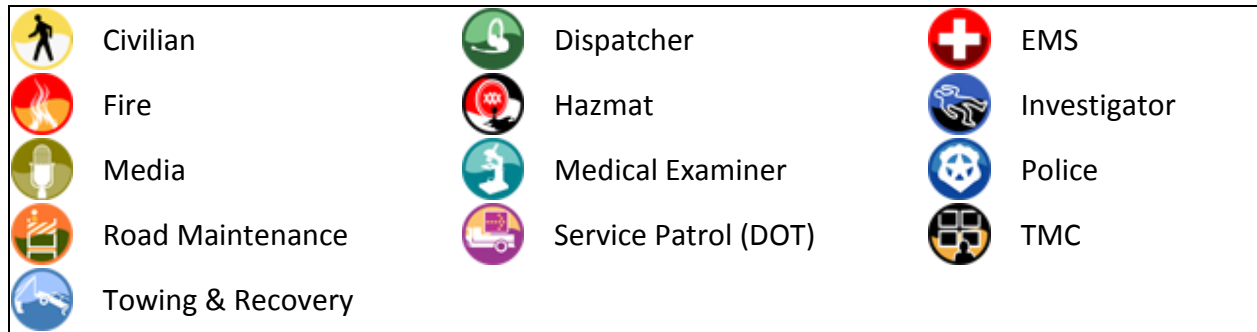 Civilian Dispatcher EMS
Fire Hazmat Investigator
Media Medical Examiner Police
Road Maintenance Service Patrol (DOT) TMC
Towing & Recovery